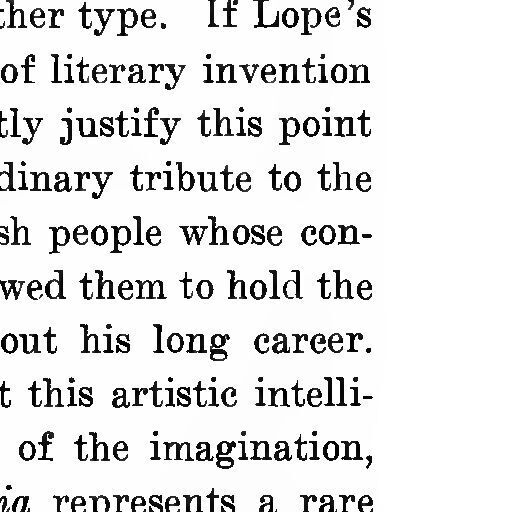 ther type. If Lope's
of literary invention
tly justify this point
dinary tribute to the
sh people whose con-
wed them to hold the
out his long career.
t this artistic intelli-
of the imagination,
ia represents a rare